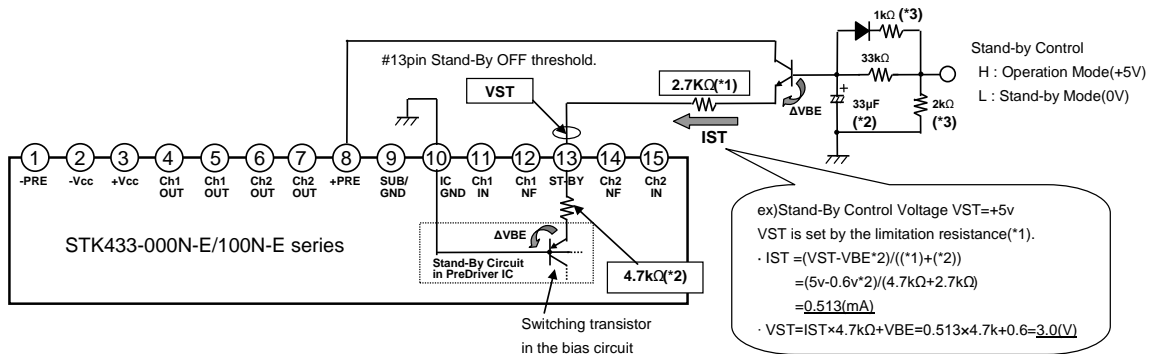 1kΩ (*3)
#13pin Stand-By OFF threshold.
33kΩ
Stand-by Control
H : Operation Mode(+5V)
L : Stand-by Mode(0V)
2.7KΩ(*1)
VST
ΔVBE
33μF
(*2)
2kΩ
(*3)
IST
1 2 3 4 5 6 7 8 9 10 11 12 13 14 15
-PRE -Vcc +Vcc Ch1 OUT Ch1 OUT Ch2 OUT Ch2 OUT +PRE SUB/ GND IC GND Ch1 IN Ch1 NF ST-BY Ch2 NF Ch2 IN
STK433-000N-E/100N-E series
ΔVBE
Stand-By Circuit
in PreDriver IC
4.7kΩ(*2)
Switching transistor
in the bias circuit
ex)Stand-By Control Voltage VST=+5v
VST is set by the limitation resistance(*1).
· IST =(VST-VBE*2)/((*1)+(*2))
=(5v-0.6v*2)/(4.7kΩ+2.7kΩ)
=0.513(mA)
· VST=IST×4.7kΩ+VBE=0.513×4.7k+0.6=3.0(V)